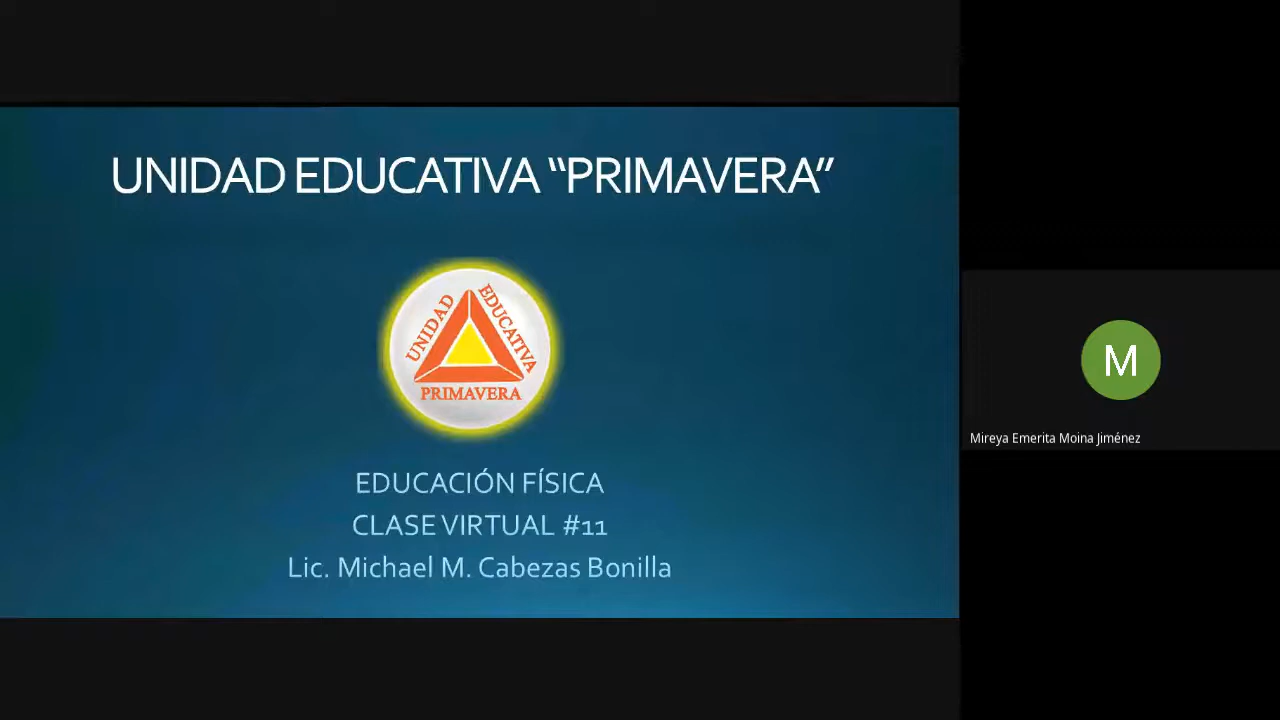 UNIDAD EDUCATIVA “PRIMAVERA”
UNIDAD
EDUCATIVA
PRIMAVERA
EDUCACIÓN FÍSICA
CLASE VIRTUAL #11
Lic. Michael M. Cabezas Bonilla
M
Mireya Emerita Moina Jiménez